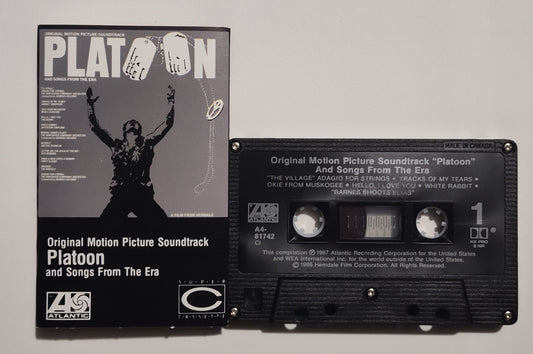 ORIGINAL MOTION PICTURE SOUNDTRACK
PLATOON
AND SONGS FROM THE ERA
A FILM FROM HEMDALE
Original Motion Picture Soundtrack
Platoon
and Songs From The Era
ATLANTIC
SUPER
C
CASSETTE
MADE IN CANADA
Original Motion Picture Soundtrack "Platoon"
And Songs From The Era
"THE VILLAGE" ADAGIO FOR STRINGS • TRACKS OF MY TEARS •
OKIE FROM MUSKOGEE • HELLO, I LOVE YOU • WHITE RABBIT •
"BARNES SHOOTS ELIAS"
ATLANTIC
A4-
81742
CI
1
HX PRO
B NR
This compilation Ⓟ 1987 Atlantic Recording Corporation for the United States
and WEA International Inc. for the world outside of the United States.
© 1986 Hemdale Film Corporation. All Rights Reserved.